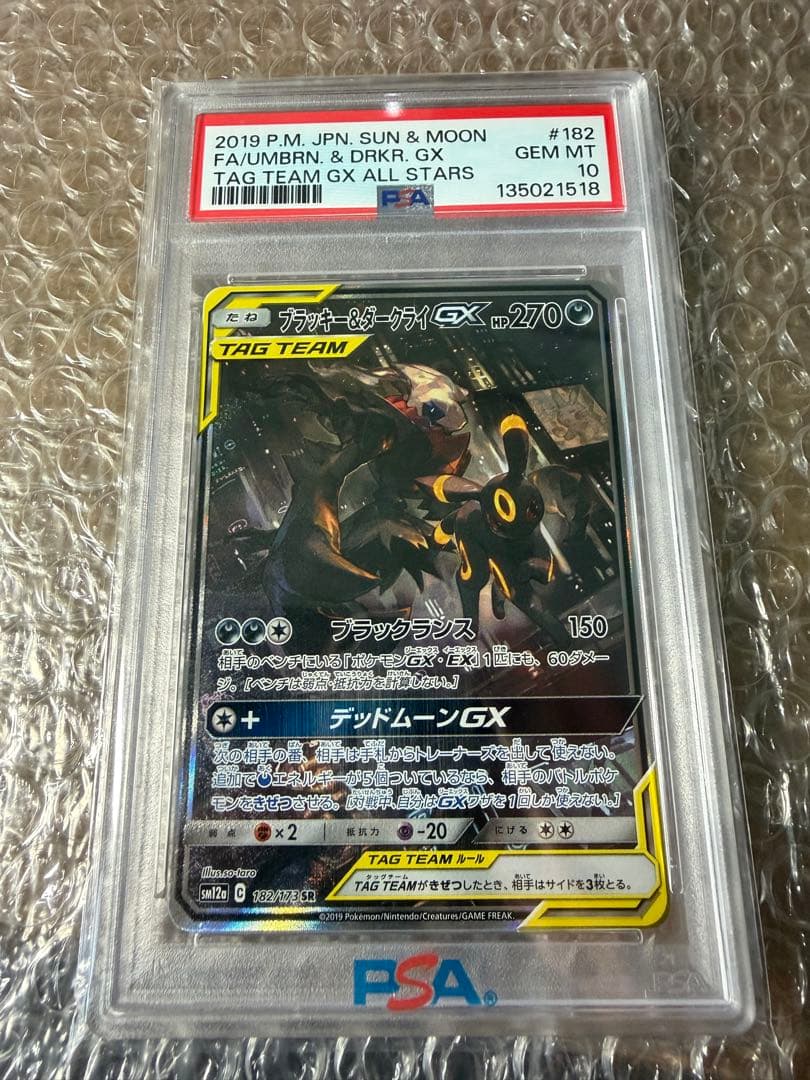 2019 P.M. JPN. SUN & MOON #182
FA/UMBRN. & DRKR. GX GEM MT
TAG TEAM GX ALL STARS 10
PSA 135021518
たね ブラッキー&ダークライGX HP270
TAG TEAM
ブラックランス 150
相手のベンチにいる「ポケモンGX・EX」1匹にも、60ダメー
ジ。[ベンチは弱点・抵抗力を計算しない。]
+ デッドムーンGX
次の相手の番、相手は手札からトレーナーズを出して使えない。
追加でエネルギーが5個ついているなら、相手のバトルポケ
モンをきぜつさせる。[対戦中、自分はGXワザを1回しか使えない。]
弱点 ×2 抵抗力 -20 にげる
Illus.so-taro
TAG TEAM ルール
TAG TEAMがきぜつしたとき、相手はサイドを3枚とる。
sm12a C 182/173 SR
©2019 Pokémon/Nintendo/Creatures/GAME FREAK.
PSA®